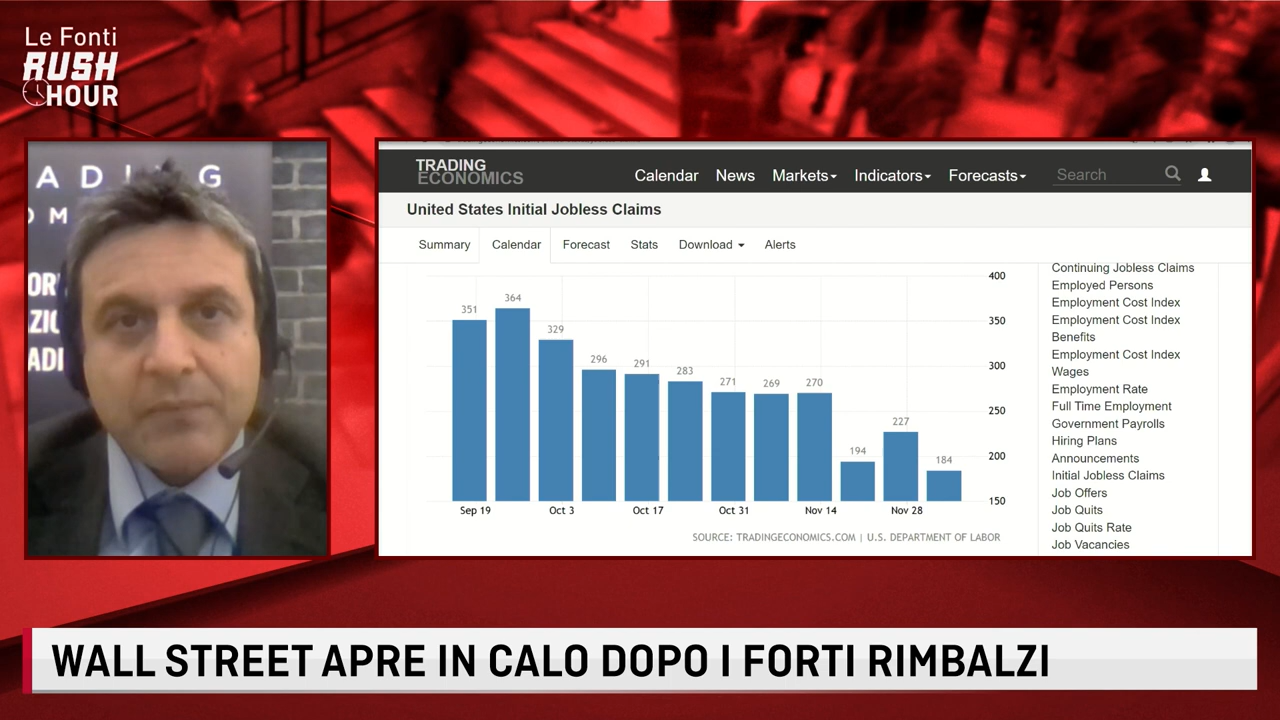 Le Fonti
RUSH
HOUR
ADING
OM
OR
AZIO
ADI
TRADING
ECONOMICS
Calendar News Markets Indicators Forecasts Search
United States Initial Jobless Claims
Summary Calendar Forecast Stats Download Alerts
400
350
300
250
200
150
351
364
329
296
291
283
271
269
270
194
227
184
Sep 19 Oct 3 Oct 17 Oct 31 Nov 14 Nov 28
SOURCE: TRADINGECONOMICS.COM | U.S. DEPARTMENT OF LABOR
Continuing Jobless Claims
Employed Persons
Employment Cost Index
Employment Cost Index
Benefits
Employment Cost Index
Wages
Employment Rate
Full Time Employment
Government Payrolls
Hiring Plans
Announcements
Initial Jobless Claims
Job Offers
Job Quits
Job Quits Rate
Job Vacancies
WALL STREET APRE IN CALO DOPO I FORTI RIMBALZI